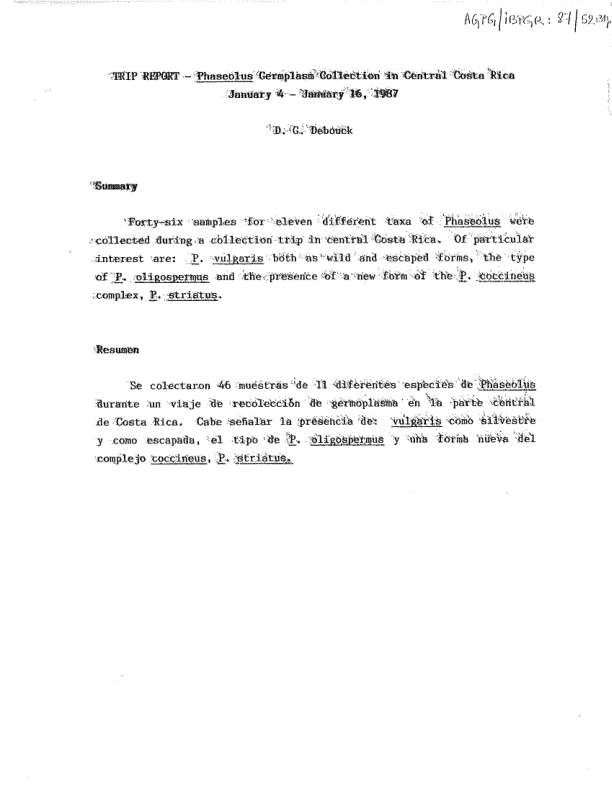 AGPG/IBPGR: 87/52
TRIP REPORT - Phaseolus Germplasm Collection in Central Costa Rica
January 4 - January 16, 1987
D. G. Debouck
Summary
Forty-six samples for eleven different taxa of Phaseolus were
collected during a collection trip in central Costa Rica. Of particular
interest are: P. vulgaris both as wild and escaped forms, the type
of P. oligospermus and the presence of a new form of the P. coccineus
complex, P. striatus.
Resumen
Se colectaron 46 muestras de 11 diferentes especies de Phaseolus
durante un viaje de recolección de germoplasma en la parte central
de Costa Rica. Cabe señalar la presencia de: vulgaris como silvestre
y como escapada, el tipo de P. oligospermus y una forma nueva del
complejo coccineus, P. striatus.